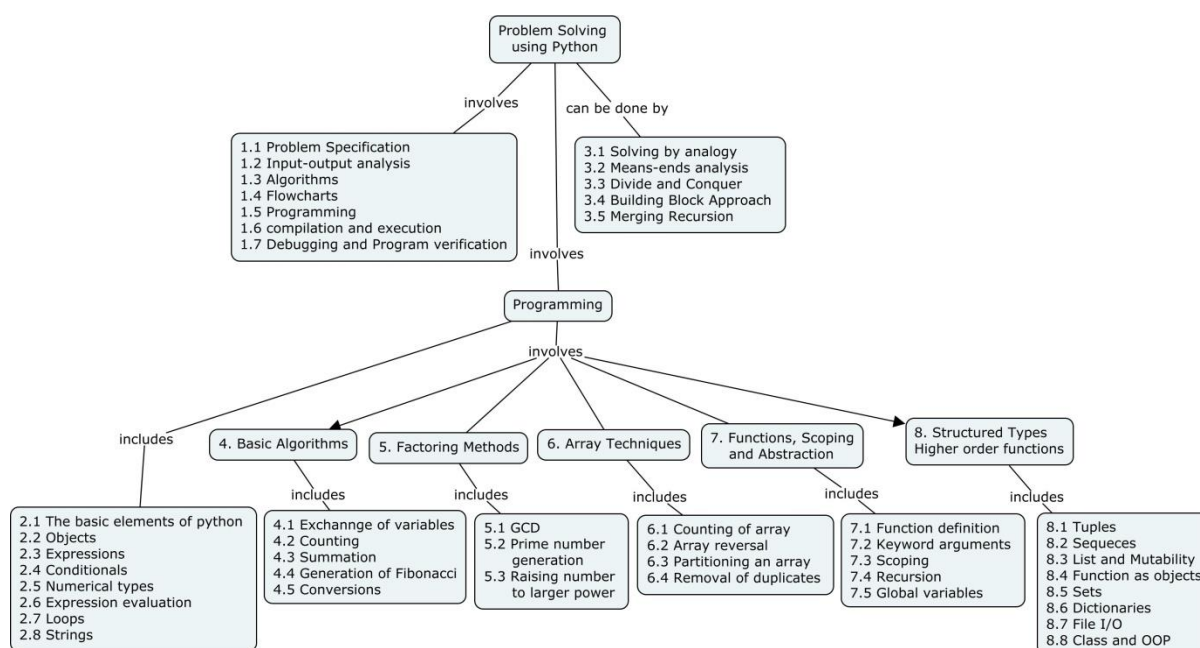 Problem Solving
using Python
involves
can be done by
1.1 Problem Specification
1.2 Input-output analysis
1.3 Algorithms
1.4 Flowcharts
1.5 Programming
1.6 compilation and execution
1.7 Debugging and Program verification
3.1 Solving by analogy
3.2 Means-ends analysis
3.3 Divide and Conquer
3.4 Building Block Approach
3.5 Merging Recursion
involves
Programming
involves
includes
4. Basic Algorithms
5. Factoring Methods
6. Array Techniques
7. Functions, Scoping
and Abstraction
8. Structured Types
Higher order functions
includes
includes
includes
includes
includes
2.1 The basic elements of python
2.2 Objects
2.3 Expressions
2.4 Conditionals
2.5 Numerical types
2.6 Expression evaluation
2.7 Loops
2.8 Strings
4.1 Exchannge of variables
4.2 Counting
4.3 Summation
4.4 Generation of Fibonacci
4.5 Conversions
5.1 GCD
5.2 Prime number
generation
5.3 Raising number
to larger power
6.1 Counting of array
6.2 Array reversal
6.3 Partitioning an array
6.4 Removal of duplicates
7.1 Function definition
7.2 Keyword arguments
7.3 Scoping
7.4 Recursion
7.5 Global variables
8.1 Tuples
8.2 Sequeces
8.3 List and Mutability
8.4 Function as objects
8.5 Sets
8.6 Dictionaries
8.7 File I/O
8.8 Class and OOP